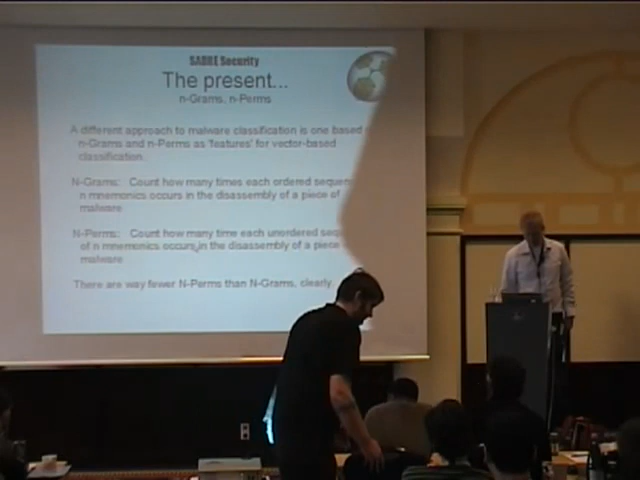 SABRE Security
The present...
n-Grams, n-Perms
A different approach to malware classification is one based
n-Grams and n-Perms as 'features' for vector-based
classification.
N-Grams: Count how many times each ordered
n mnemonics occurs in the disassembly of a piece of
malware
N-Perms: Count how many time each unordered
of n mnemonics occurs in the disassembly of a piece
malware
There are way fewer N-Perms than N-Grams, clearly.